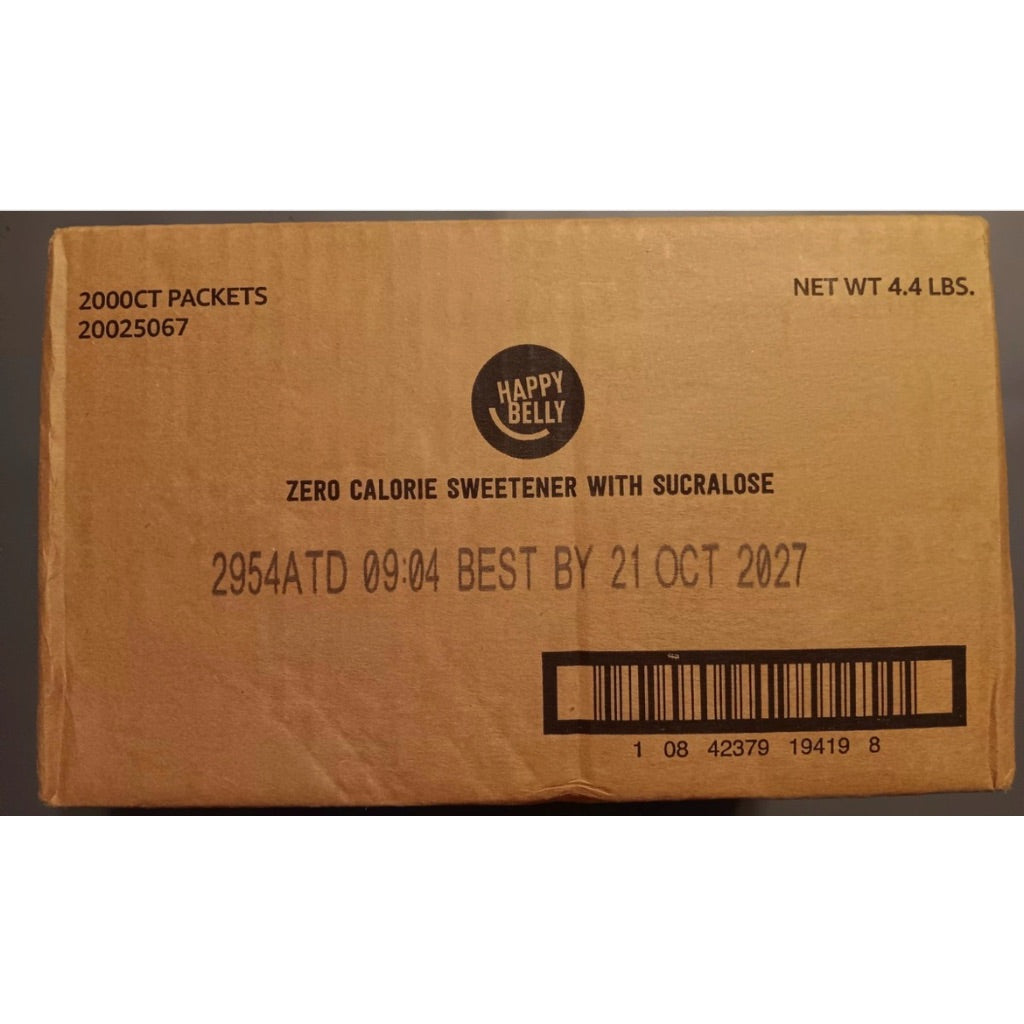 2000CT PACKETS
20025067
NET WT 4.4 LBS.
HAPPY
BELLY
ZERO CALORIE SWEETENER WITH SUCRALOSE
2954ATD 09:04 BEST BY 21 OCT 2027
1 08 42379 19419 8